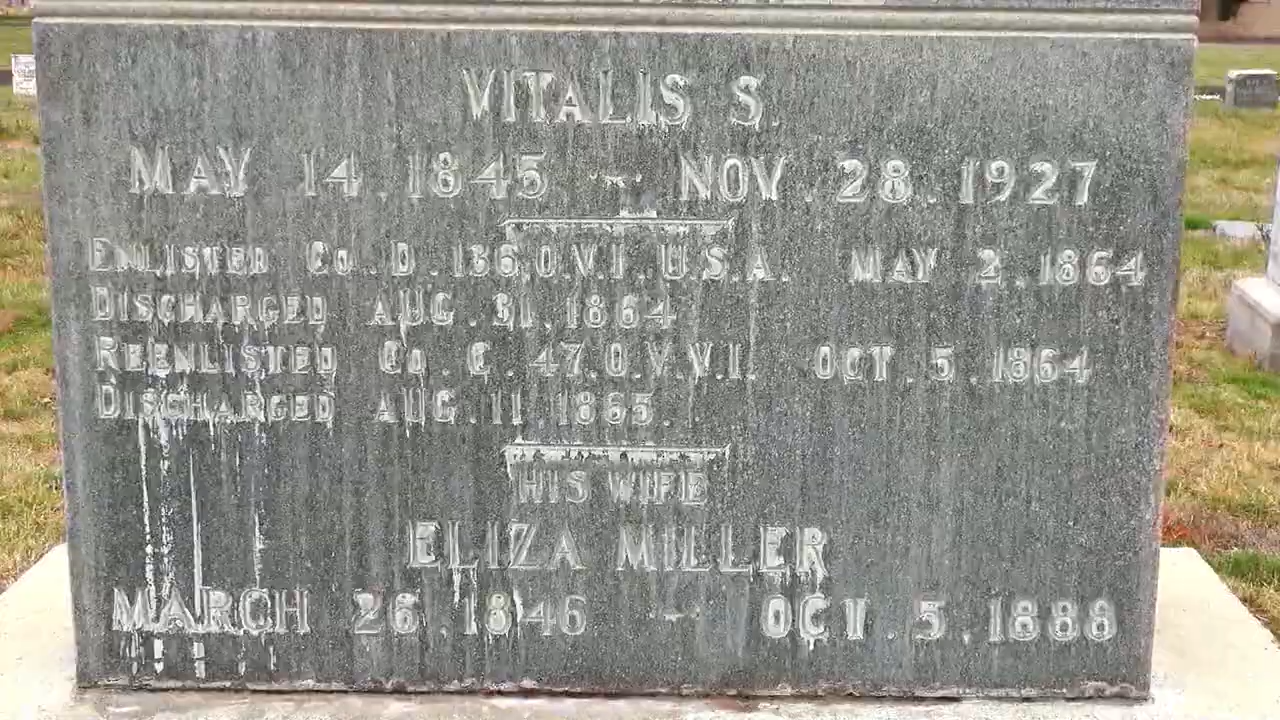 VITALIS S.
MAY 14. 1845 - NOV. 28. 1927
ENLISTED CO. D. 136.O.V.I. U.S.A. MAY 2. 1864
DISCHARGED AUG. 31. 1864
REENLISTED CO. C. 47.O.V.V.I. OCT. 5. 1864
DISCHARGED AUG. 11. 1865.
HIS WIFE
ELIZA MILLER
MARCH 26. 1846 - OCT. 5. 1888